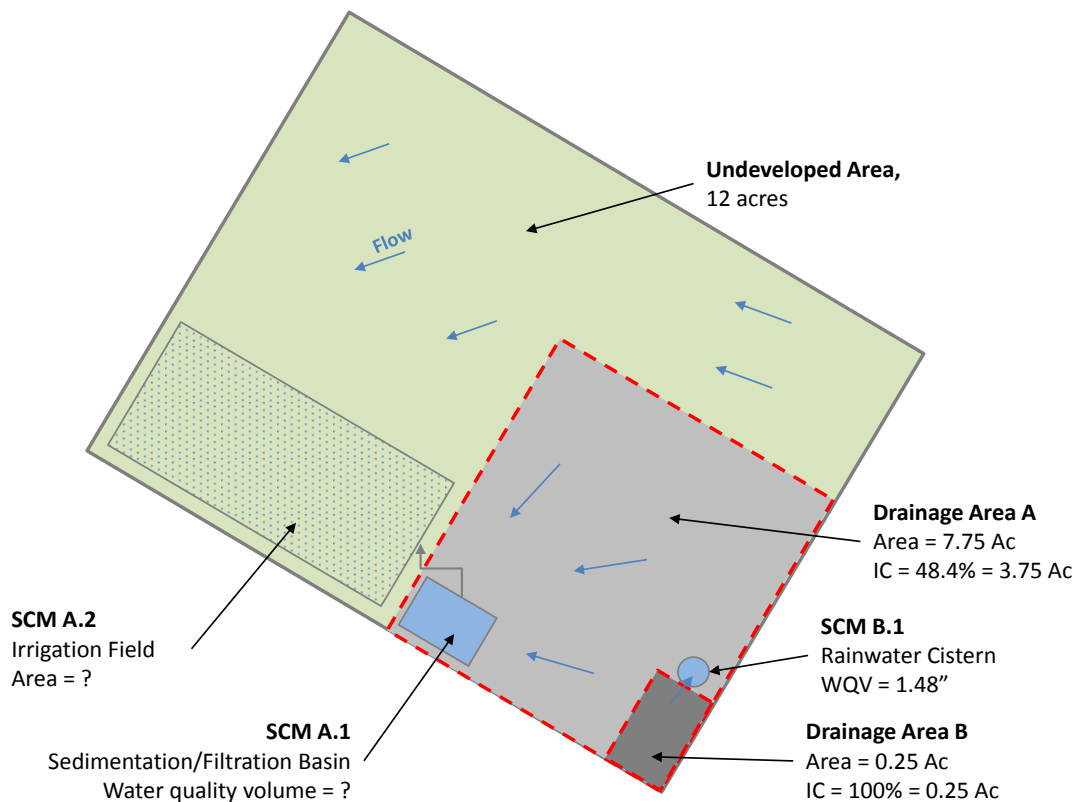 Undeveloped Area,
12 acres
Flow
Drainage Area A
Area = 7.75 Ac
IC = 48.4% = 3.75 Ac
SCM A.2
Irrigation Field
Area = ?
SCM B.1
Rainwater Cistern
WQV = 1.48”
SCM A.1
Sedimentation/Filtration Basin
Water quality volume = ?
Drainage Area B
Area = 0.25 Ac
IC = 100% = 0.25 Ac